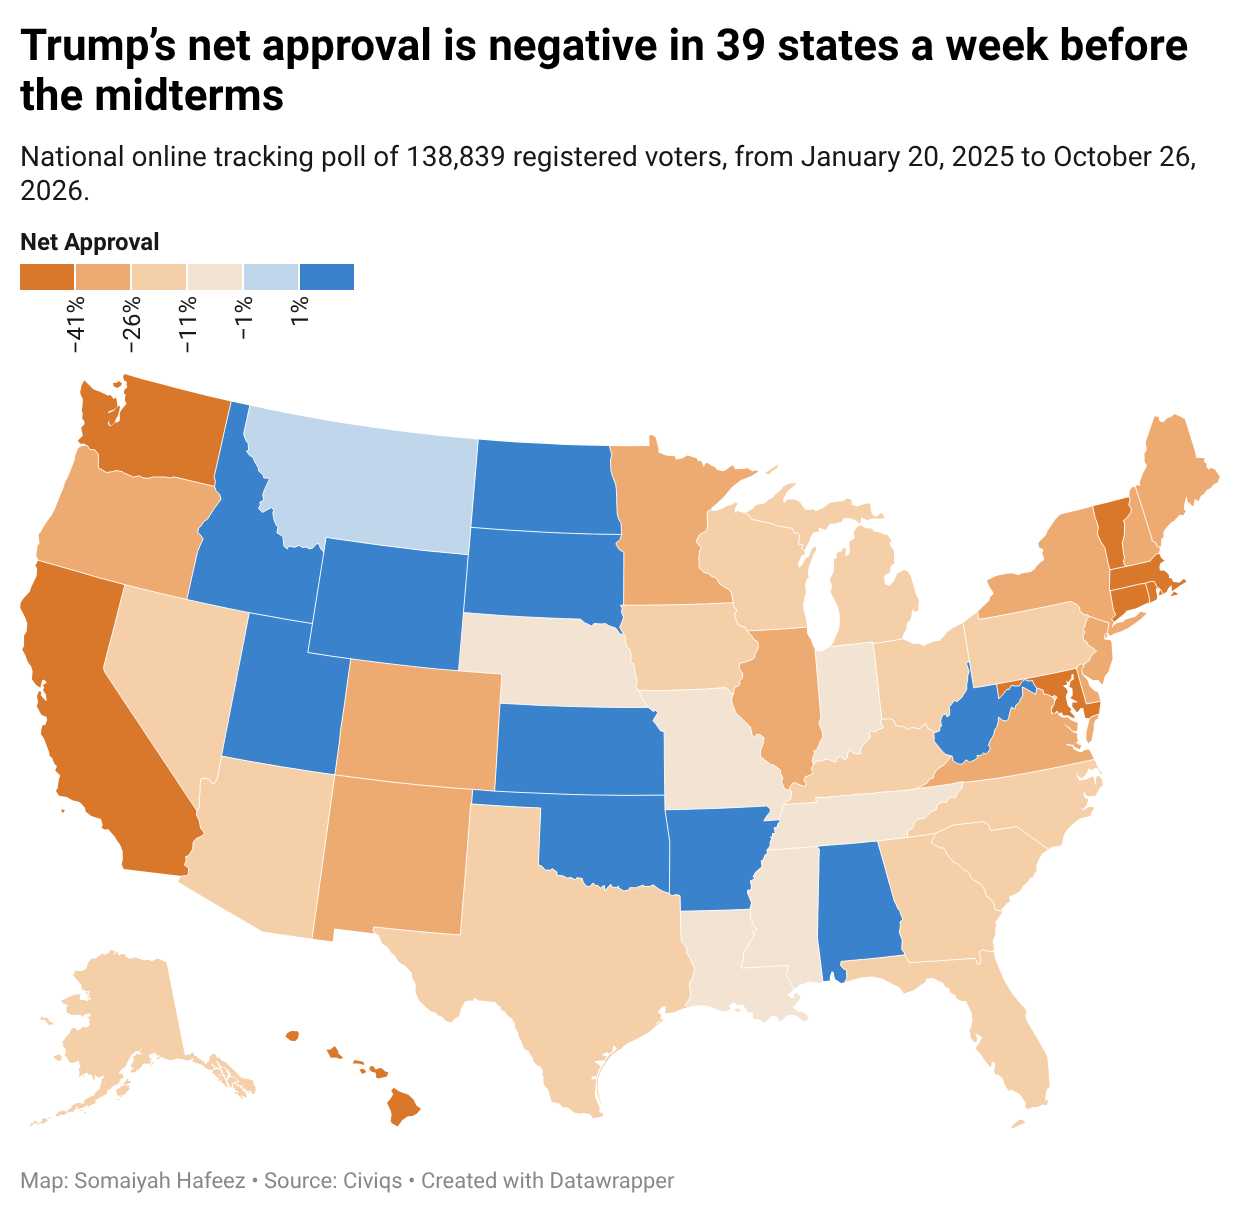 Trump’s net approval is negative in 39 states a week before
the midterms
National online tracking poll of 138,839 registered voters, from January 20, 2025 to October 26,
2026.
Net Approval
−41%
−26%
−11%
−1%
1%
Map: Somaiyah Hafeez • Source: Civiqs • Created with Datawrapper